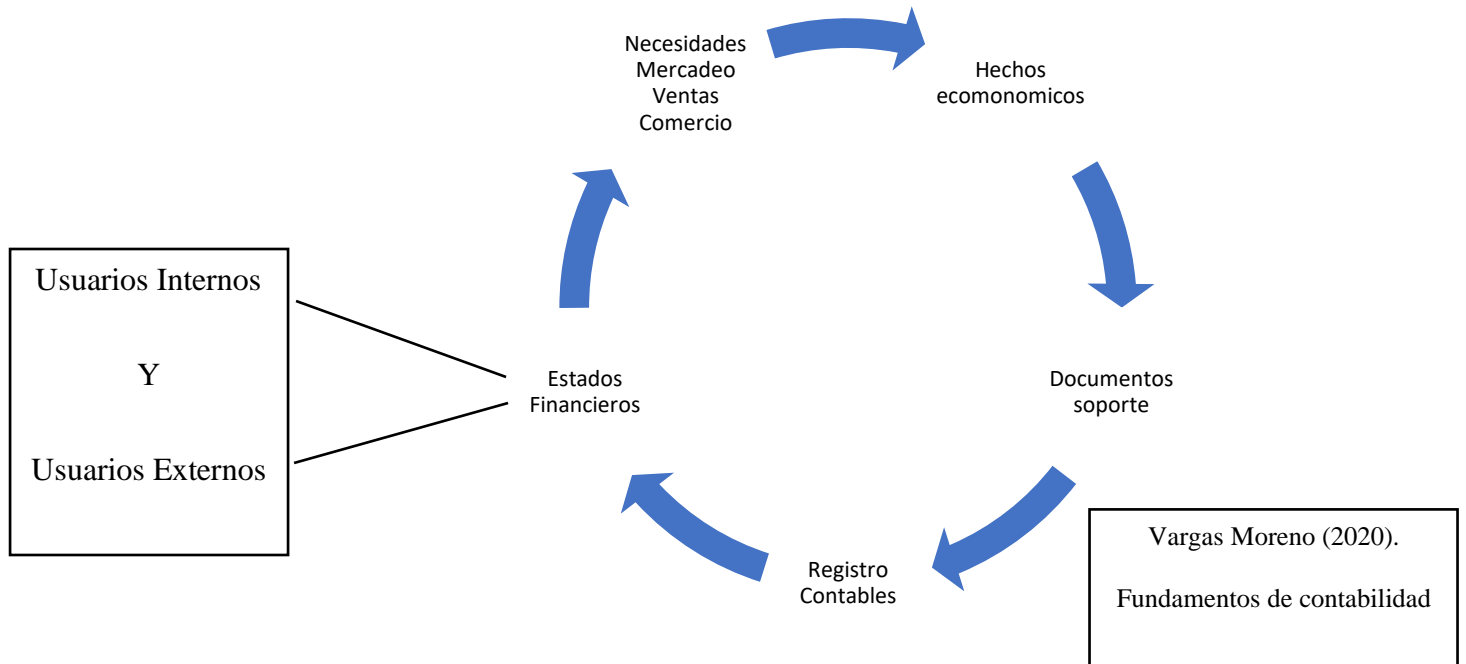 Necesidades
Mercadeo
Ventas
Comercio
Hechos
ecomonomicos
Documentos
soporte
Registro
Contables
Estados
Financieros
Usuarios Internos
Y
Usuarios Externos
Vargas Moreno (2020).
Fundamentos de contabilidad